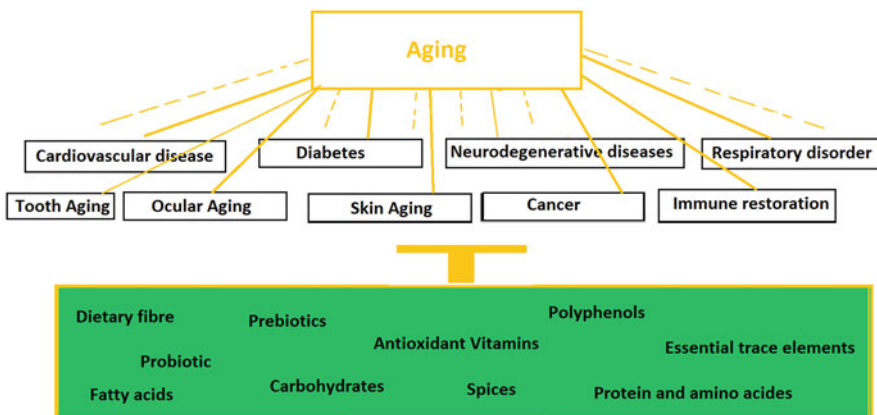 Aging
Cardiovascular disease
Diabetes
Neurodegenerative diseases
Respiratory disorder
Tooth Aging
Ocular Aging
Skin Aging
Cancer
Immune restoration
Dietary fibre
Prebiotics
Polyphenols
Antioxidant Vitamins
Essential trace elements
Probiotic
Fatty acids
Carbohydrates
Spices
Protein and amino acides